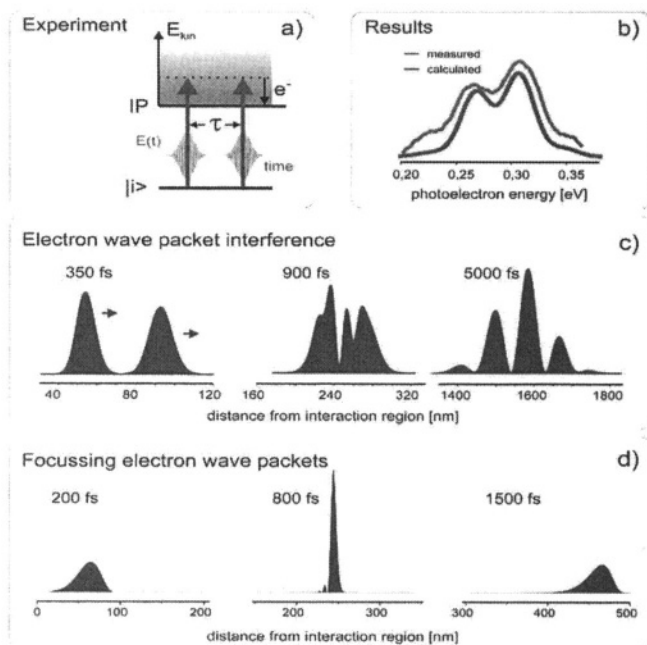 Experiment
a)
E_kin
IP
e-
τ
E(t)
time
|i>
Results
b)
measured
calculated
0,20 0,25 0,30 0,35
photoelectron energy [eV]
Electron wave packet interference
c)
350 fs
900 fs
5000 fs
40 80 120
160 240 320
1400 1600 1800
distance from interaction region [nm]
Focussing electron wave packets
d)
200 fs
800 fs
1500 fs
0 100 200
200 300
300 400 500
distance from interaction region [nm]